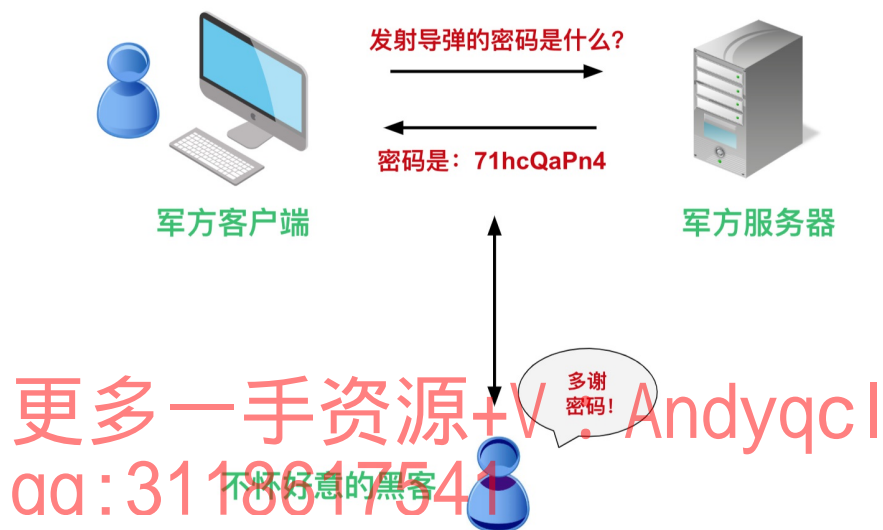 发射导弹的密码是什么?
密码是：71hcQaPn4
军方客户端
军方服务器
多谢
密码!
更多一手资源+V：Andyqcl
不怀好意的黑客
qq:3118617541